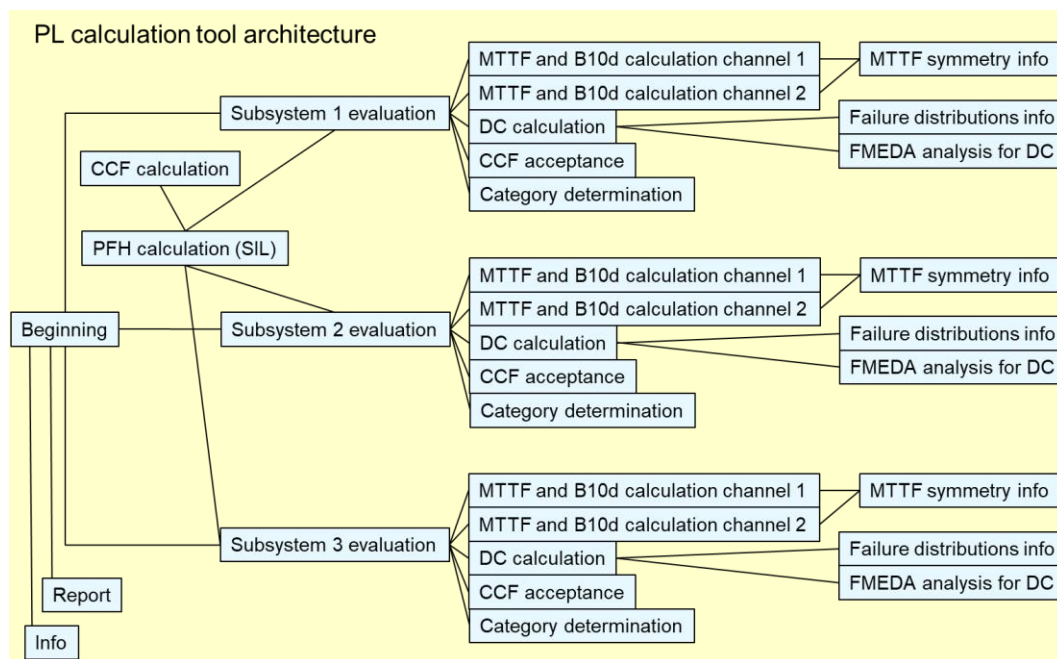 PL calculation tool architecture
MTTF and B10d calculation channel 1
MTTF symmetry info
MTTF and B10d calculation channel 2
Subsystem 1 evaluation
DC calculation
Failure distributions info
FMEDA analysis for DC
CCF acceptance
Category determination
CCF calculation
PFH calculation (SIL)
MTTF and B10d calculation channel 1
MTTF symmetry info
MTTF and B10d calculation channel 2
Beginning
Subsystem 2 evaluation
DC calculation
Failure distributions info
FMEDA analysis for DC
CCF acceptance
Category determination
MTTF and B10d calculation channel 1
MTTF symmetry info
MTTF and B10d calculation channel 2
Subsystem 3 evaluation
DC calculation
Failure distributions info
FMEDA analysis for DC
CCF acceptance
Category determination
Report
Info